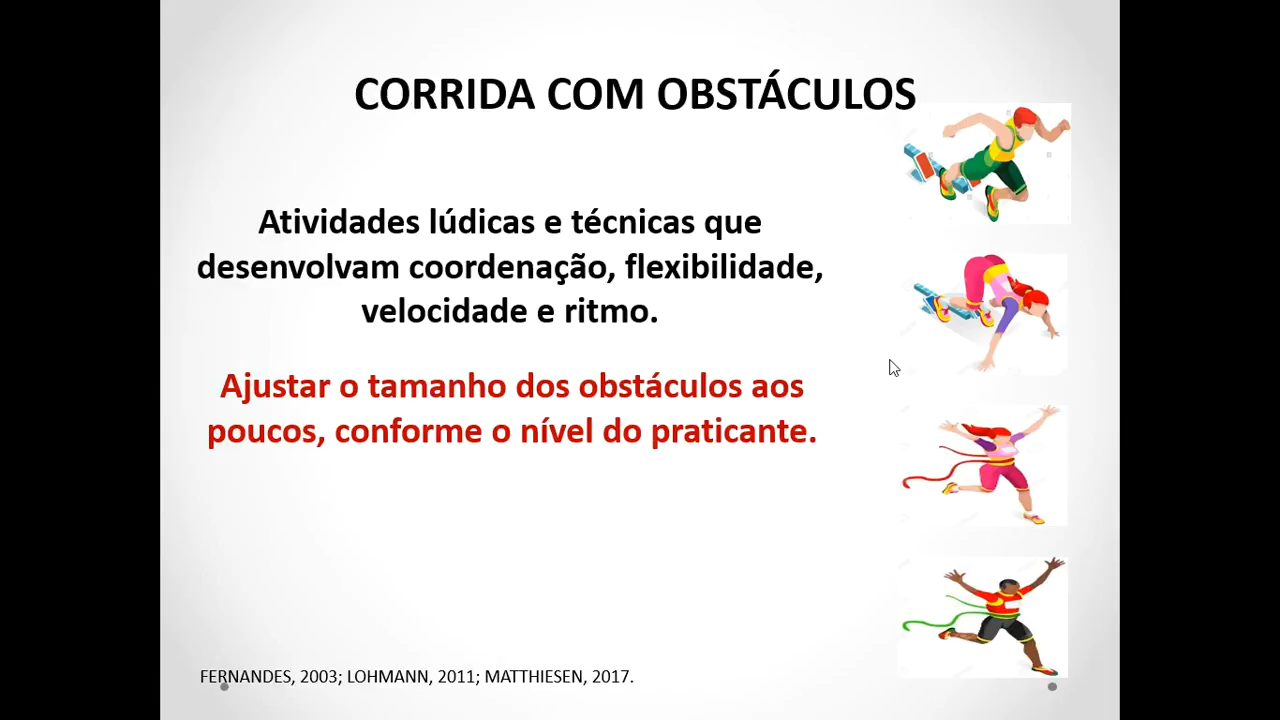 CORRIDA COM OBSTÁCULOS
Atividades lúdicas e técnicas que
desenvolvam coordenação, flexibilidade,
velocidade e ritmo.
Ajustar o tamanho dos obstáculos aos
poucos, conforme o nível do praticante.
FERNANDES, 2003; LOHMANN, 2011; MATTHIESEN, 2017.